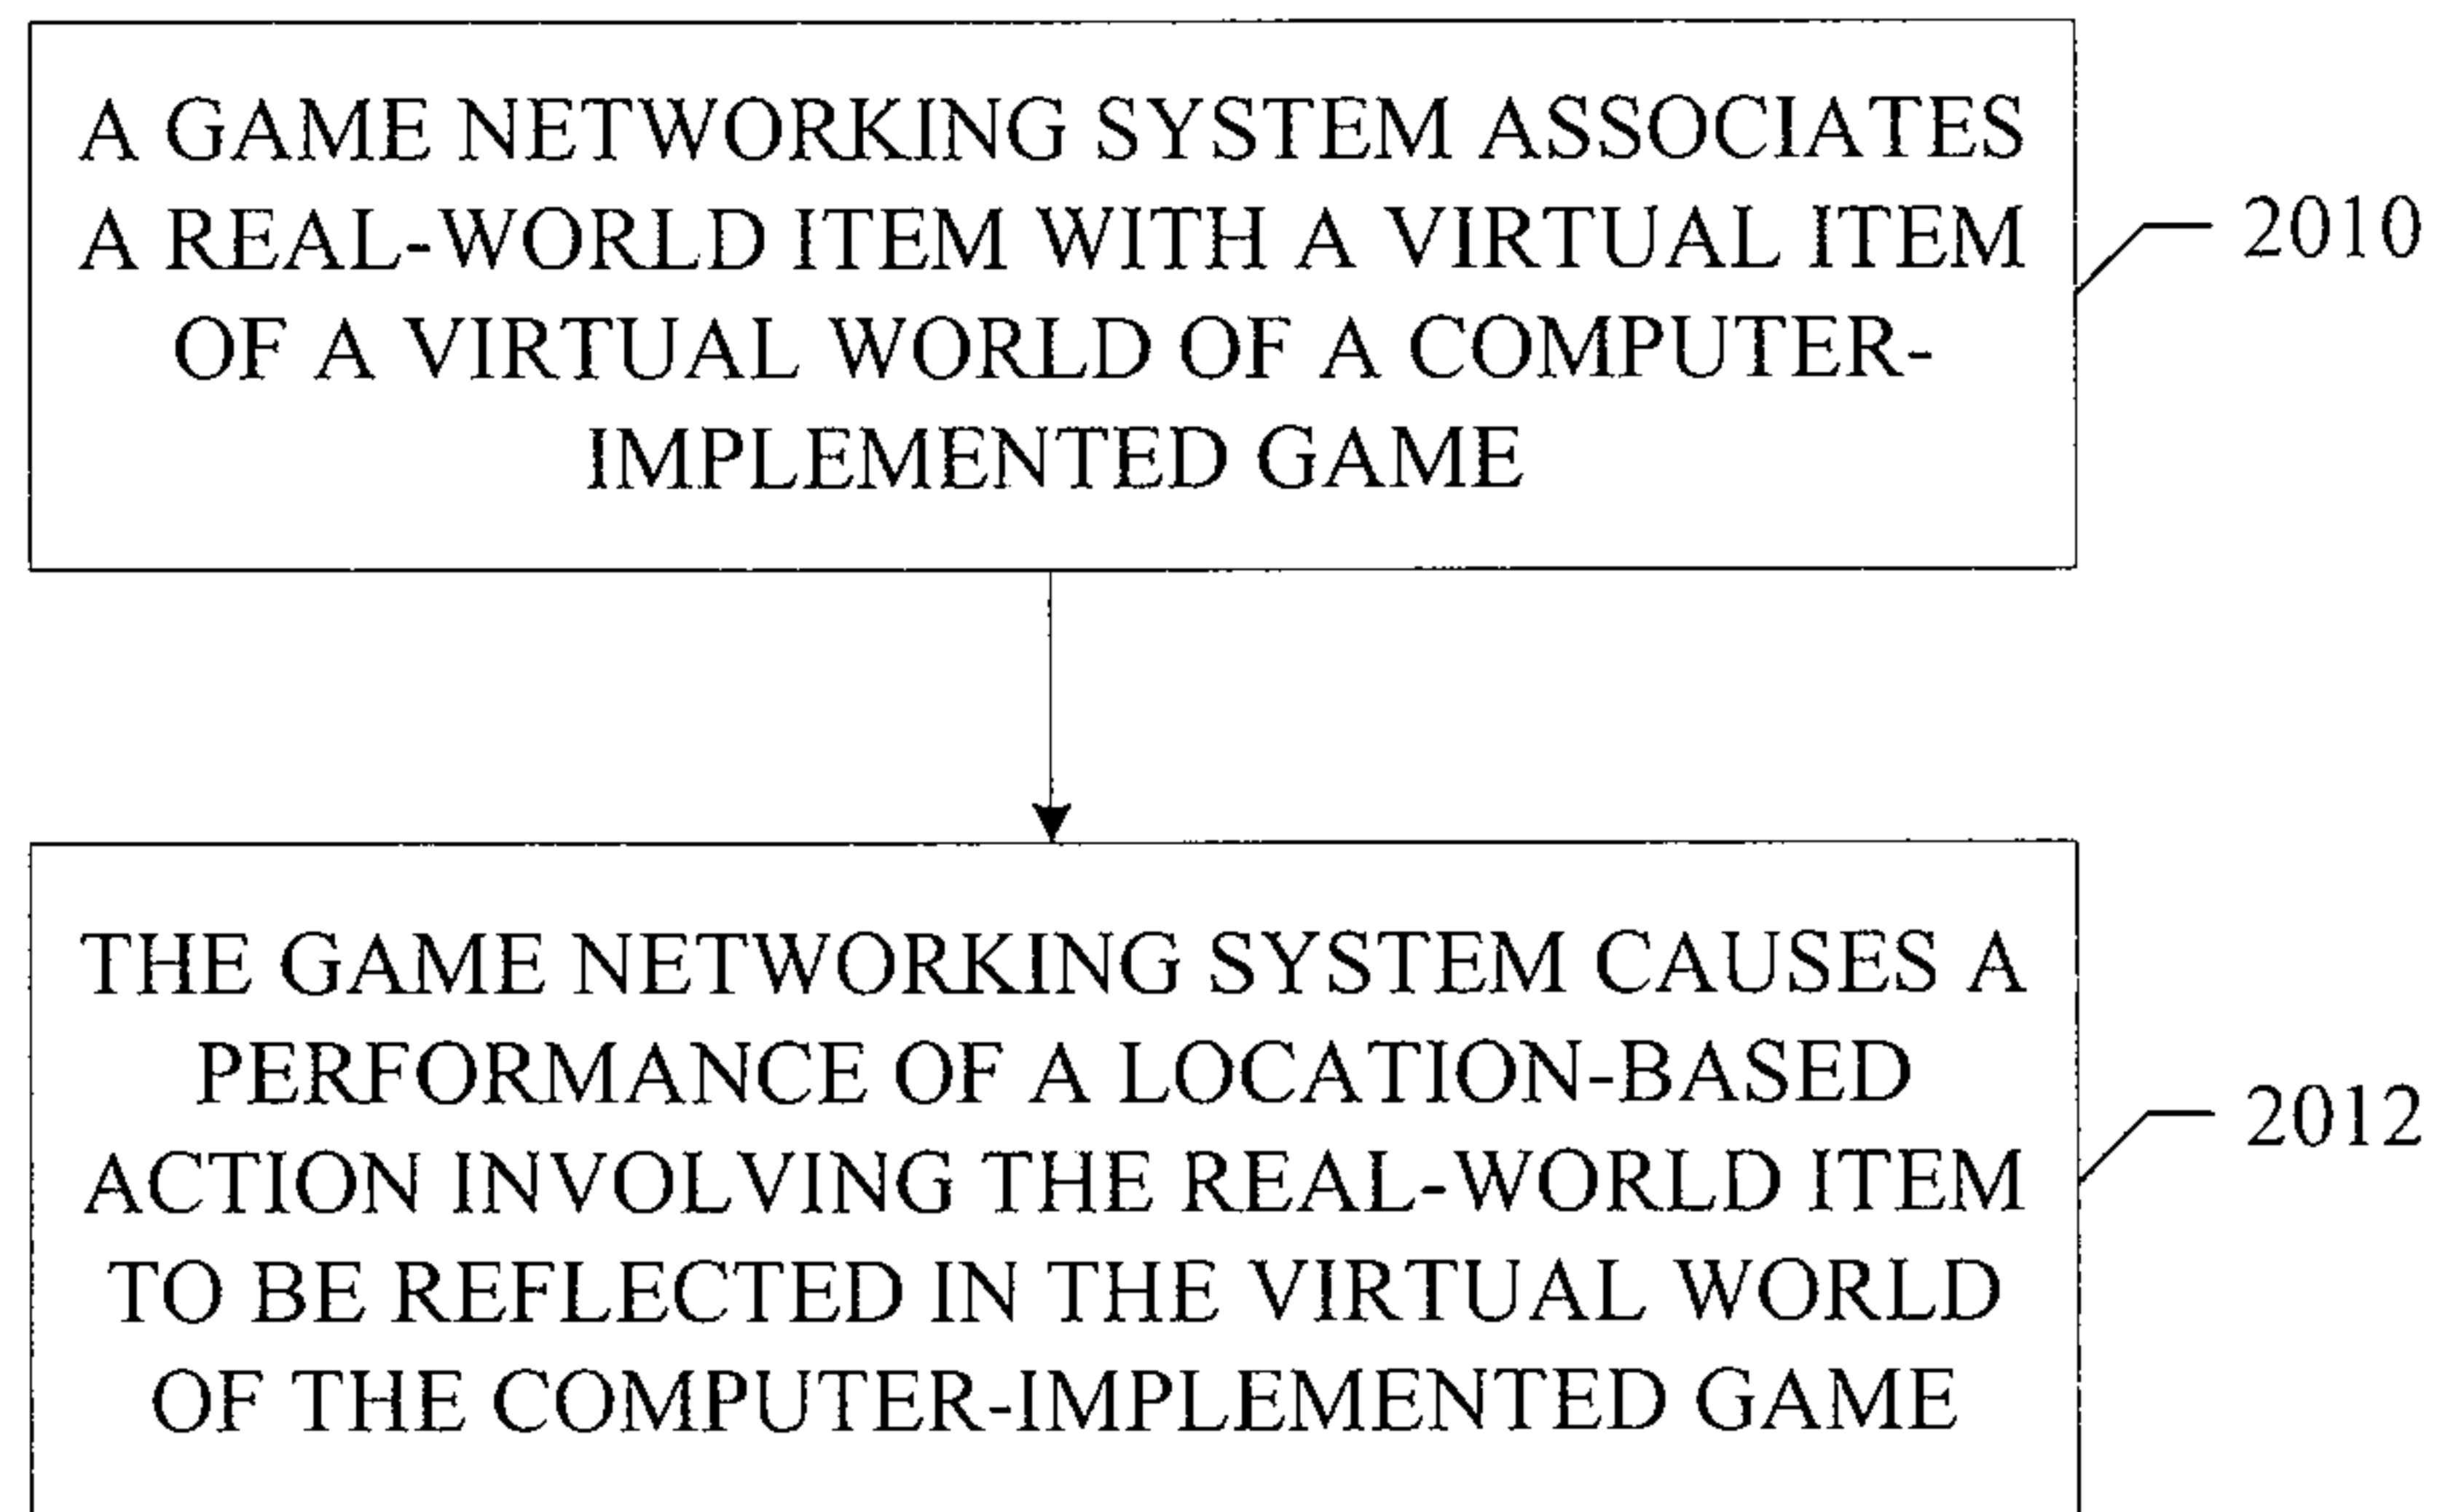 A GAME NETWORKING SYSTEM ASSOCIATES
A REAL-WORLD ITEM WITH A VIRTUAL ITEM
OF A VIRTUAL WORLD OF A COMPUTER-
IMPLEMENTED GAME
2010
THE GAME NETWORKING SYSTEM CAUSES A
PERFORMANCE OF A LOCATION-BASED
ACTION INVOLVING THE REAL-WORLD ITEM
TO BE REFLECTED IN THE VIRTUAL WORLD
OF THE COMPUTER-IMPLEMENTED GAME
2012